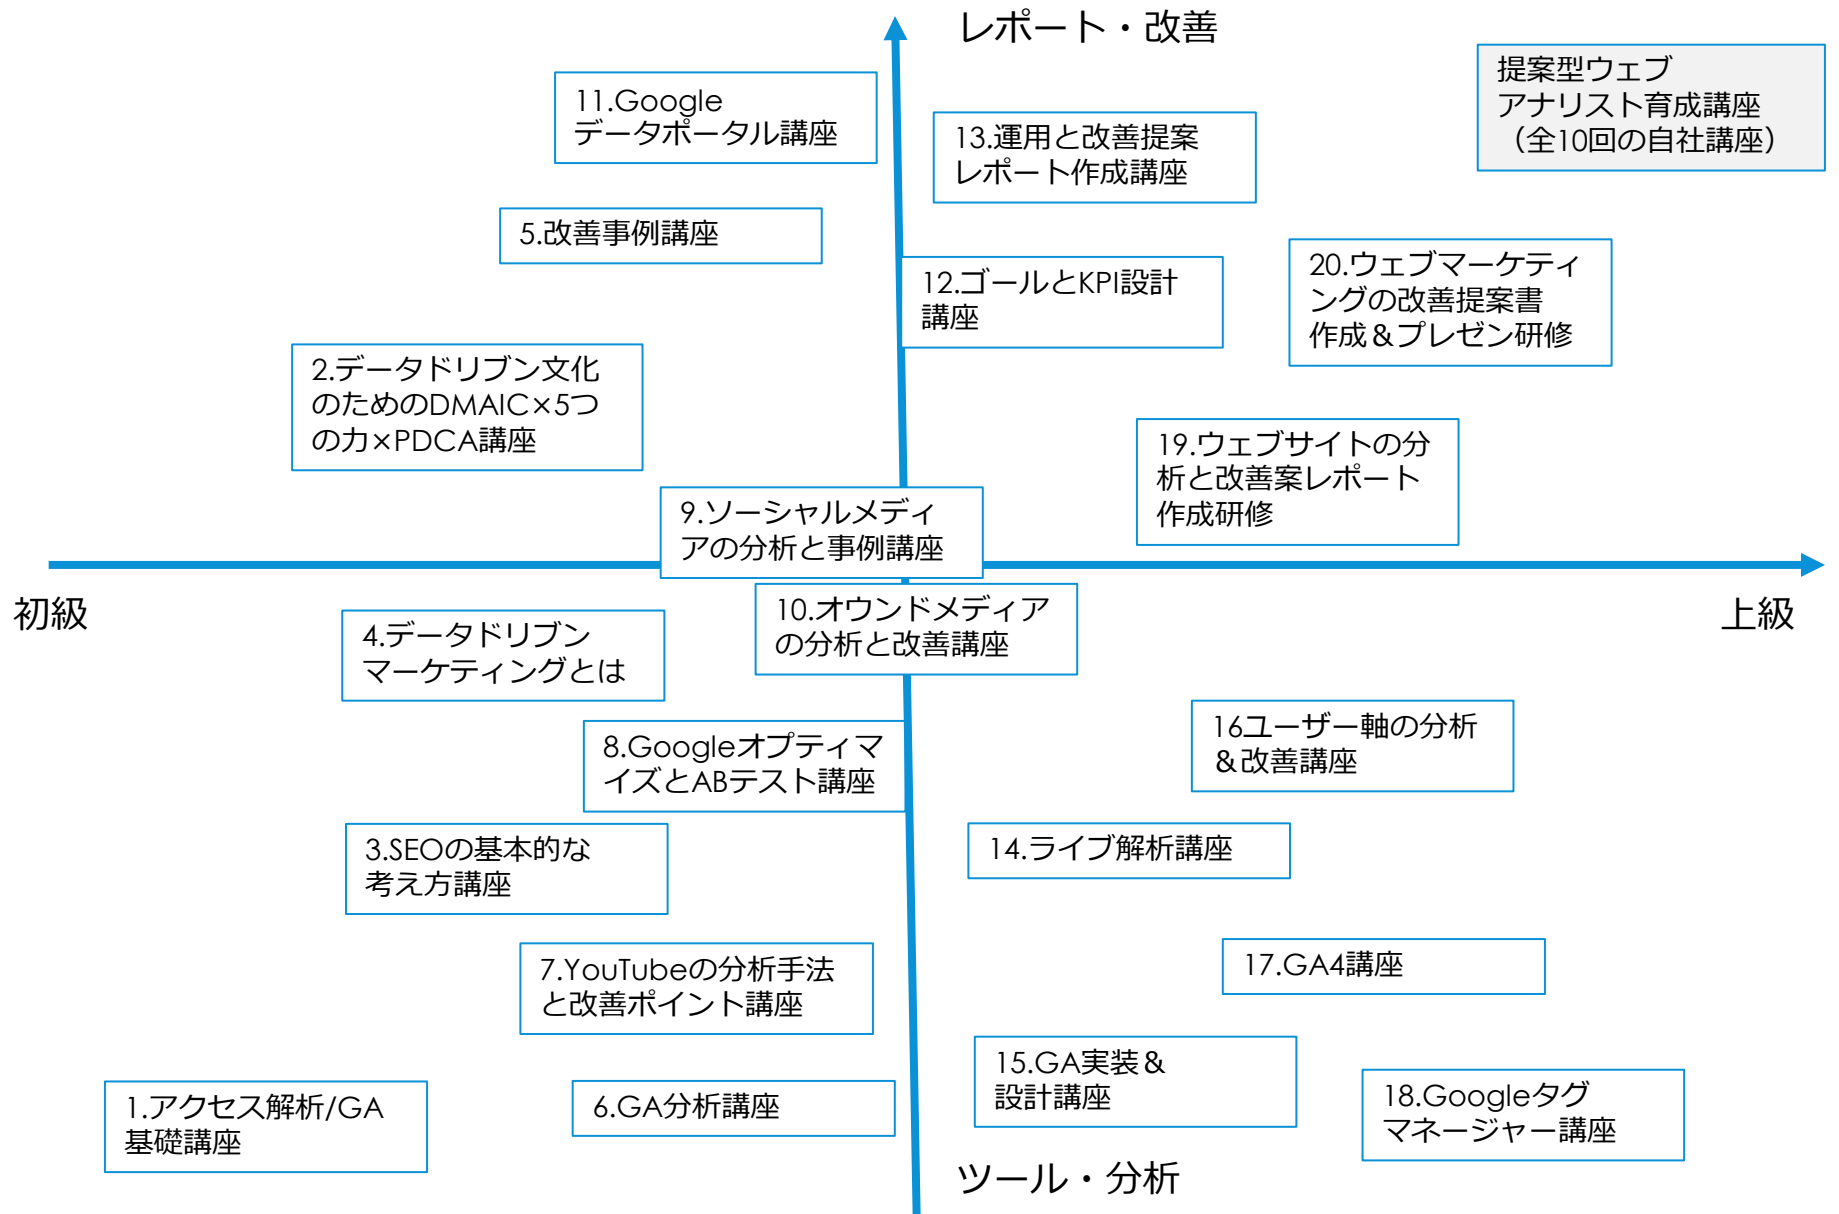 レポート・改善
提案型ウェブ
アナリスト育成講座
（全10回の自社講座）
11.Google
データポータル講座
13.運用と改善提案
レポート作成講座
5.改善事例講座
12.ゴールとKPI設計
講座
20.ウェブマーケティ
ングの改善提案書
作成＆プレゼン研修
2.データドリブン文化
のためのDMAIC×5つ
の力×PDCA講座
19.ウェブサイトの分
析と改善案レポート
作成研修
9.ソーシャルメディ
アの分析と事例講座
初級
上級
10.オウンドメディア
の分析と改善講座
4.データドリブン
マーケティングとは
16ユーザー軸の分析
＆改善講座
8.Googleオプティマ
イズとABテスト講座
3.SEOの基本的な
考え方講座
14.ライブ解析講座
7.YouTubeの分析手法
と改善ポイント講座
17.GA4講座
15.GA実装＆
設計講座
1.アクセス解析/GA
基礎講座
6.GA分析講座
18.Googleタグ
マネージャー講座
ツール・分析